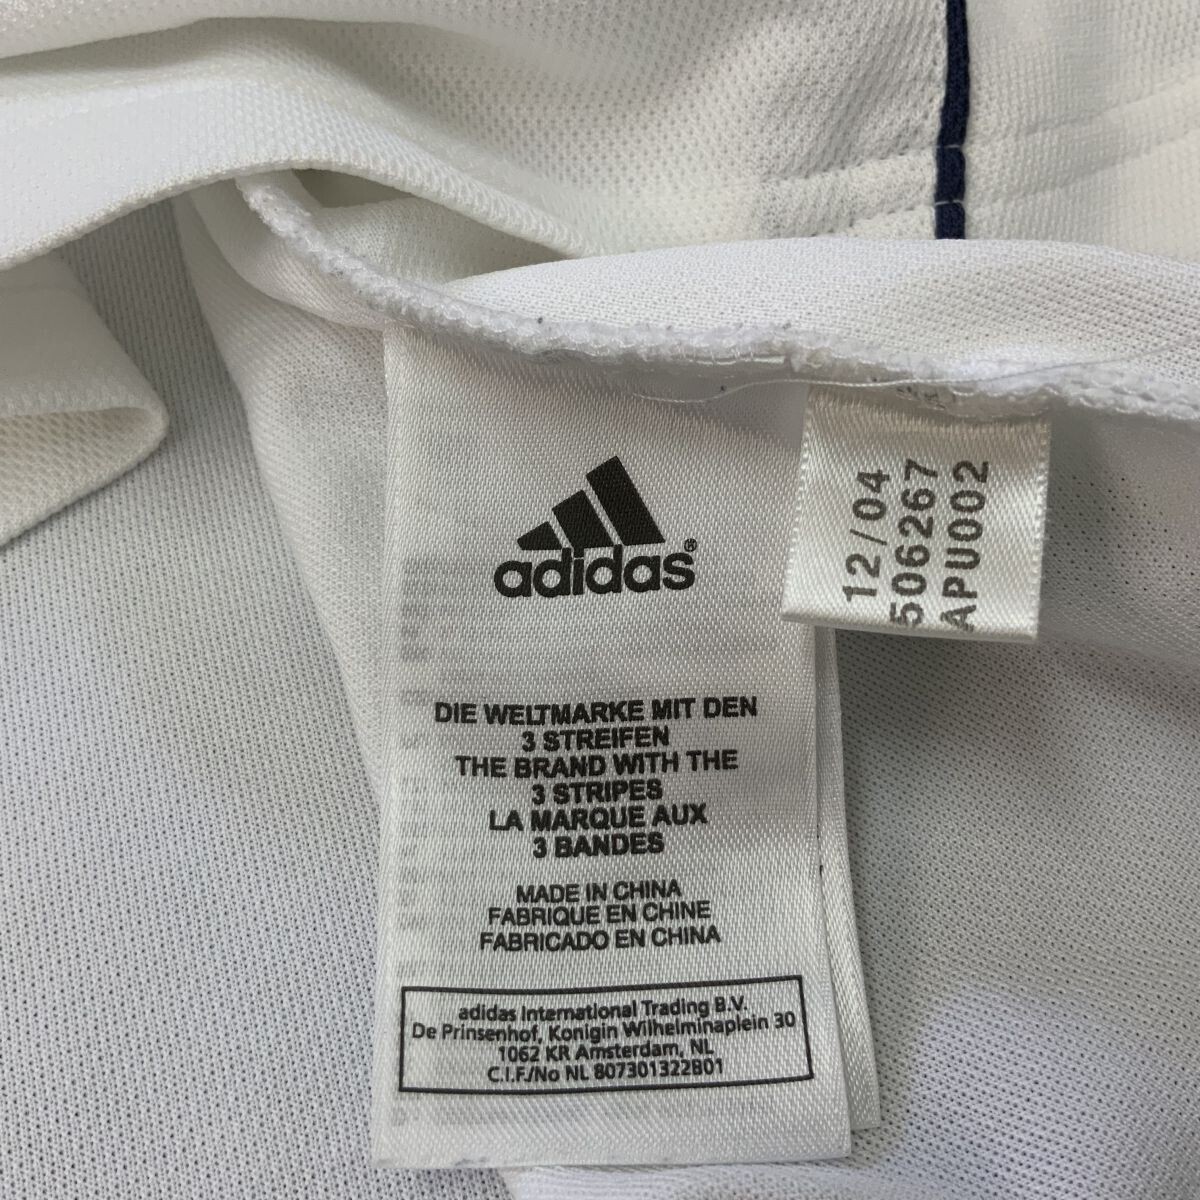 adidas®
DIE WELTMARKE MIT DEN
3 STREIFEN
THE BRAND WITH THE
3 STRIPES
LA MARQUE AUX
3 BANDES
MADE IN CHINA
FABRIQUE EN CHINE
FABRICADO EN CHINA
adidas International Trading B.V.
De Prinsenhof, Konigin Wilhelminaplein 30
1062 KR Amsterdam, NL
C.I.F./No NL 807301322B01
12/04
506267
APU002